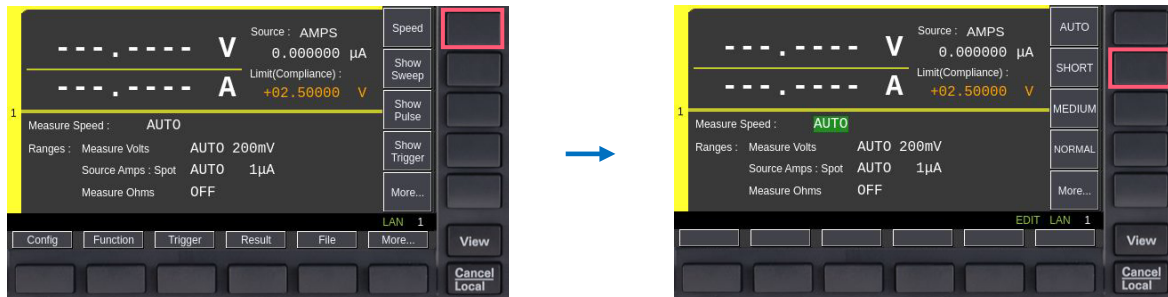 ---.---- V
Source : AMPS
0.000000 µA
Limit(Compliance) :
---.---- A
+02.50000 V
1
Measure Speed : AUTO
Ranges : Measure Volts AUTO 200mV
Source Amps : Spot AUTO 1µA
Measure Ohms OFF
Speed
Show
Sweep
Show
Pulse
Show
Trigger
More...
LAN 1
Config Function Trigger Result File More...
View
Cancel
Local
---.---- V
Source : AMPS
0.000000 µA
Limit(Compliance) :
---.---- A
+02.50000 V
1
Measure Speed : AUTO
Ranges : Measure Volts AUTO 200mV
Source Amps : Spot AUTO 1µA
Measure Ohms OFF
AUTO
SHORT
MEDIUM
NORMAL
More...
EDIT LAN 1
View
Cancel
Local